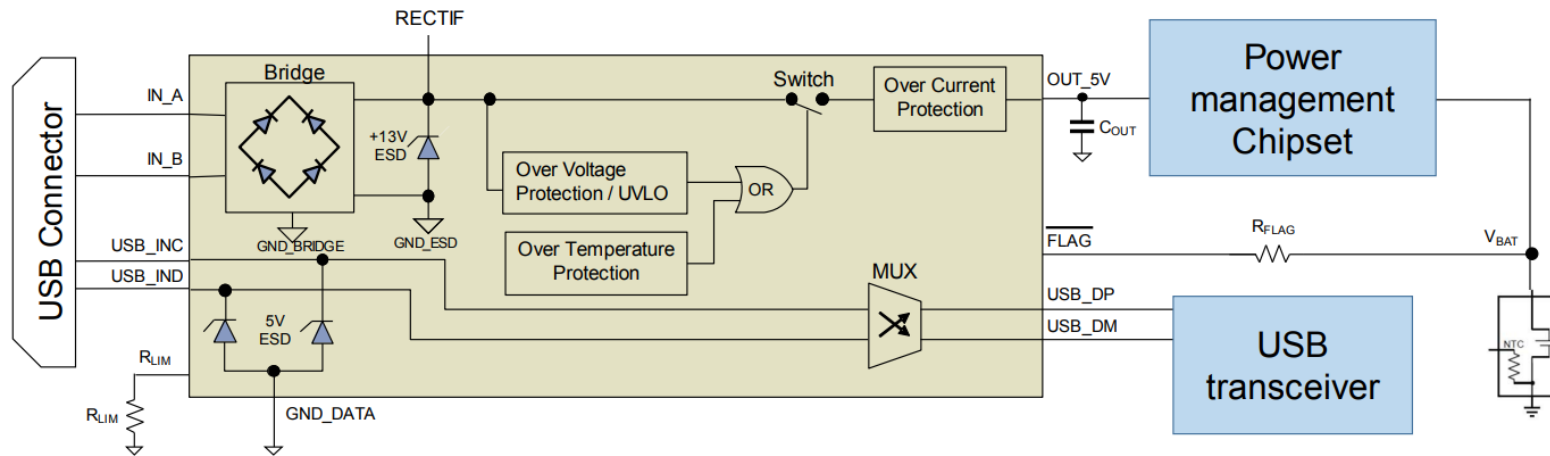 RECTIF
USB Connector
IN_A
IN_B
Bridge
+13V
ESD
GND_BRIDGE
GND_ESD
Switch
Over Current
Protection
OUT_5V
COUT
Power
management
Chipset
Over Voltage
Protection / UVLO
OR
Over Temperature
Protection
USB_INC
USB_IND
5V
ESD
MUX
FLAG
RFLAG
VBAT
USB_DP
USB_DM
USB
transceiver
NTC
RLIM
RLIM
GND_DATA